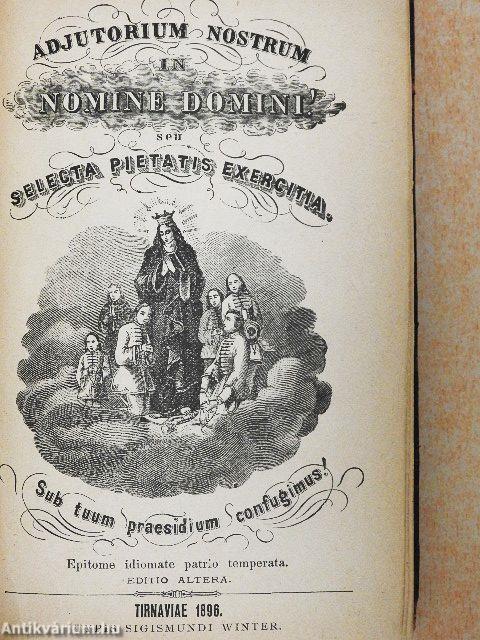 ADJUTORIUM NOSTRUM
IN
NOMINE DOMINI!
seu
SELECTA PIETATIS EXERCITIA.
Sub tuum praesidium confugimus!
Epitome idiomate patrio temperata.
EDITIO ALTERA.
TIRNAVIAE 1896.
SIGISMUNDI WINTER.
Antikvárium.hu